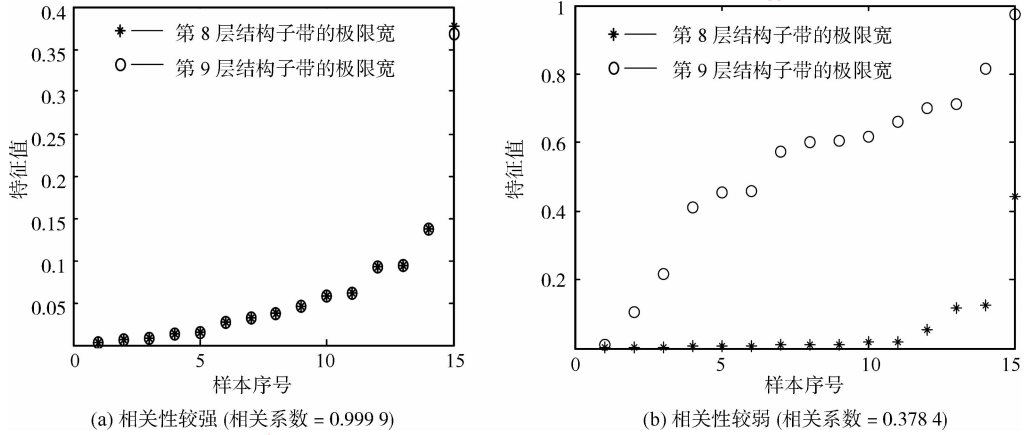 0.4
0.35
0.3
0.25
0.2
0.15
0.1
0.05
0
5
10
15
特征值
样本序号
* — 第 8 层结构子带的极限宽
○ — 第 9 层结构子带的极限宽
(a) 相关性较强 (相关系数 = 0.999 9)
1
0.8
0.6
0.4
0.2
0
5
10
15
特征值
样本序号
* — 第 8 层结构子带的极限宽
○ — 第 9 层结构子带的极限宽
(b) 相关性较弱 (相关系数 = 0.378 4)